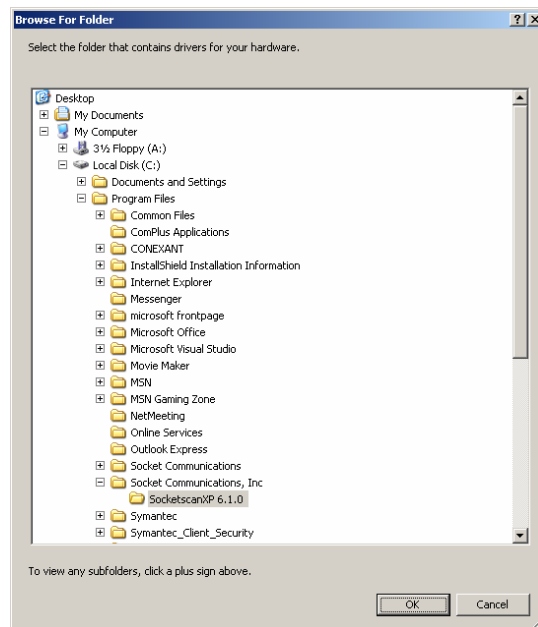 Browse For Folder
Select the folder that contains drivers for your hardware.
Desktop
My Documents
My Computer
3½ Floppy (A:)
Local Disk (C:)
Documents and Settings
Program Files
Common Files
ComPlus Applications
CONEXANT
InstallShield Installation Information
Internet Explorer
Messenger
microsoft frontpage
Microsoft Office
Microsoft Visual Studio
Movie Maker
MSN
MSN Gaming Zone
NetMeeting
Online Services
Outlook Express
Socket Communications
Socket Communications, Inc
SocketscanXP 6.1.0
Symantec
Symantec_Client_Security
To view any subfolders, click a plus sign above.
OK Cancel